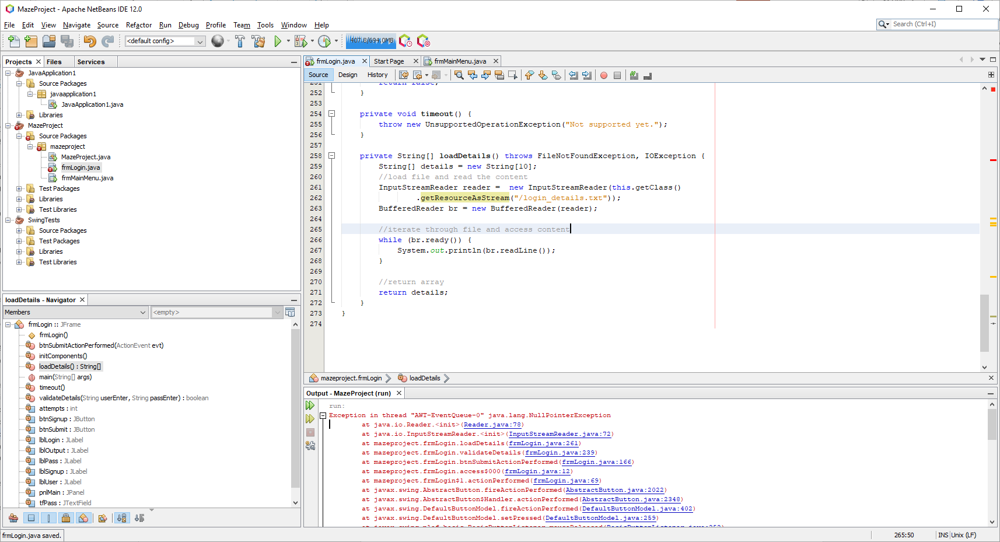 MazeProject - Apache NetBeans IDE 12.0
File Edit View Navigate Source Refactor Run Debug Profile Team Tools Window Help
Search (Ctrl+I)
<default config>
407.8/694.0MB
Projects Files Services
JavaApplication1
Source Packages
javaapplication1
JavaApplication1.java
Libraries
MazeProject
Source Packages
mazeproject
MazeProject.java
frmLogin.java
frmMainMenu.java
Test Packages
Libraries
Test Libraries
SwingTests
Source Packages
Test Packages
Libraries
Test Libraries
loadDetails - Navigator
Members
<empty>
frmLogin :: JFrame
frmLogin()
btnSubmitActionPerformed(ActionEvent evt)
initComponents()
loadDetails() : String[]
main(String[] args)
timeout()
validateDetails(String userEnter, String passEnter) : boolean
attempts : int
btnSignup : JButton
btnSubmit : JButton
lblLogin : JLabel
lblOutput : JLabel
lblPass : JLabel
lblSignup : JLabel
lblUser : JLabel
pnlMain : JPanel
tfPass : JTextField
frmLogin.java Start Page frmMainMenu.java
Source Design History
251 return false;
252 }
253
254 private void timeout() {
255 throw new UnsupportedOperationException("Not supported yet.");
256 }
257
258 private String[] loadDetails() throws FileNotFoundException, IOException {
259 String[] details = new String[10];
260 //load file and read the content
261 InputStreamReader reader =  new InputStreamReader(this.getClass()
262 .getResourceAsStream("/login_details.txt"));
263 BufferedReader br = new BufferedReader(reader);
264
265 //iterate through file and access content
266 while (br.ready()) {
267 System.out.println(br.readLine());
268 }
269
270 //return array
271 return details;
272 }
273 }
274
mazeproject.frmLogin loadDetails
Output - MazeProject (run)
run:
Exception in thread "AWT-EventQueue-0" java.lang.NullPointerException
at java.io.Reader.<init>(Reader.java:78)
at java.io.InputStreamReader.<init>(InputStreamReader.java:72)
at mazeproject.frmLogin.loadDetails(frmLogin.java:261)
at mazeproject.frmLogin.validateDetails(frmLogin.java:239)
at mazeproject.frmLogin.btnSubmitActionPerformed(frmLogin.java:166)
at mazeproject.frmLogin.access$000(frmLogin.java:12)
at mazeproject.frmLogin$1.actionPerformed(frmLogin.java:69)
at javax.swing.AbstractButton.fireActionPerformed(AbstractButton.java:2022)
at javax.swing.AbstractButton$Handler.actionPerformed(AbstractButton.java:2348)
at javax.swing.DefaultButtonModel.fireActionPerformed(DefaultButtonModel.java:402)
at javax.swing.DefaultButtonModel.setPressed(DefaultButtonModel.java:259)
at javax.swing.plaf.basic.BasicButtonListener.mouseReleased(BasicButtonListener.java:252)
frmLogin.java saved.
265:50 INS Unix (LF)